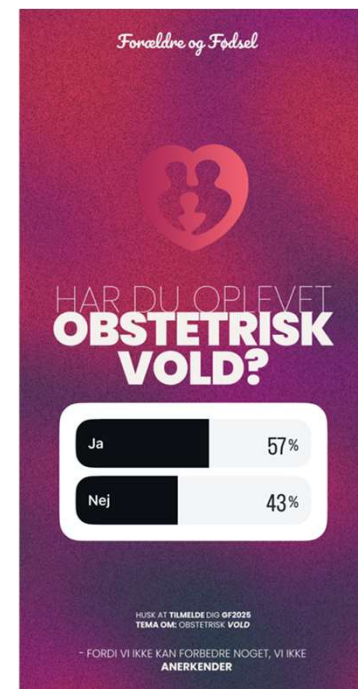 Forældre og Fødsel
HAR DU OPLEVET
OBSTETRISK
VOLD?
Ja 57%
Nej 43%
HUSK AT TILMELDE DIG GF2025
TEMA OM: OBSTETRISK VOLD
- FORDI VI IKKE KAN FORBEDRE NOGET, VI IKKE
ANERKENDER